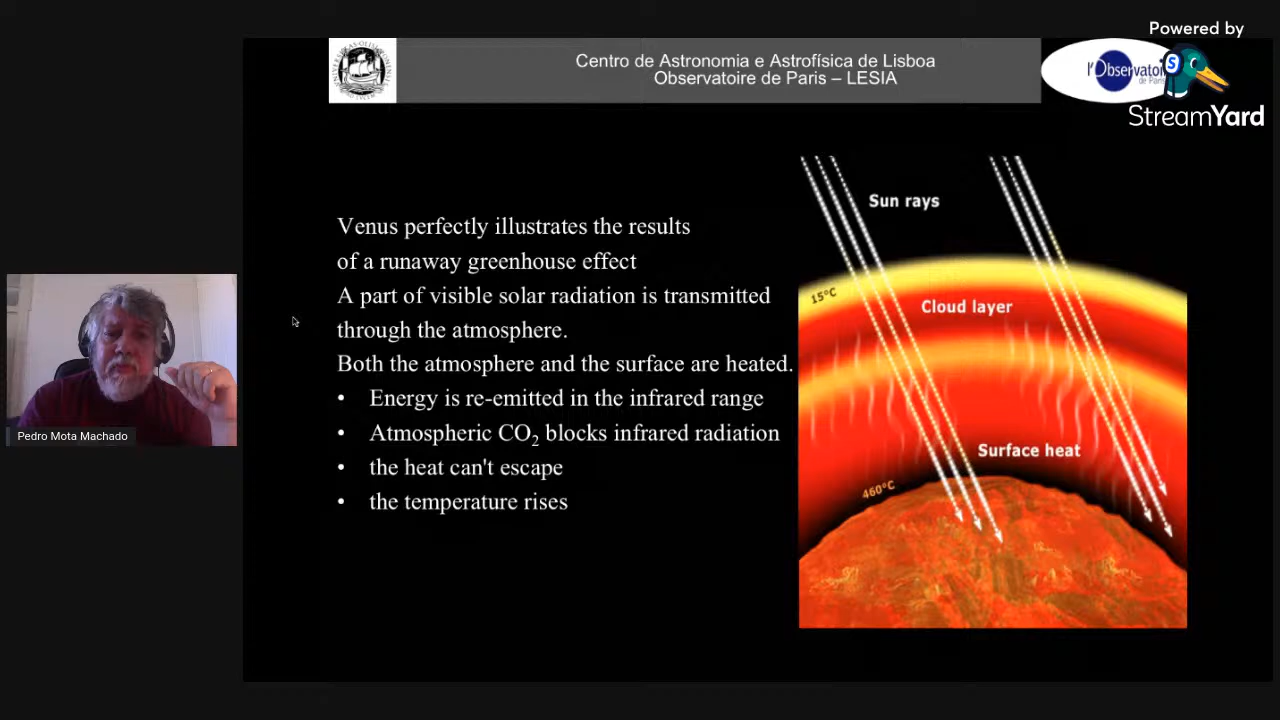 Powered by
StreamYard
Centro de Astronomia e Astrofísica de Lisboa
Observatoire de Paris – LESIA
l'Observatoire
de Paris
Venus perfectly illustrates the results
of a runaway greenhouse effect
A part of visible solar radiation is transmitted
through the atmosphere.
Both the atmosphere and the surface are heated.
• Energy is re-emitted in the infrared range
• Atmospheric CO₂ blocks infrared radiation
• the heat can't escape
• the temperature rises
Sun rays
15°C
Cloud layer
Surface heat
460°C
Pedro Mota Machado